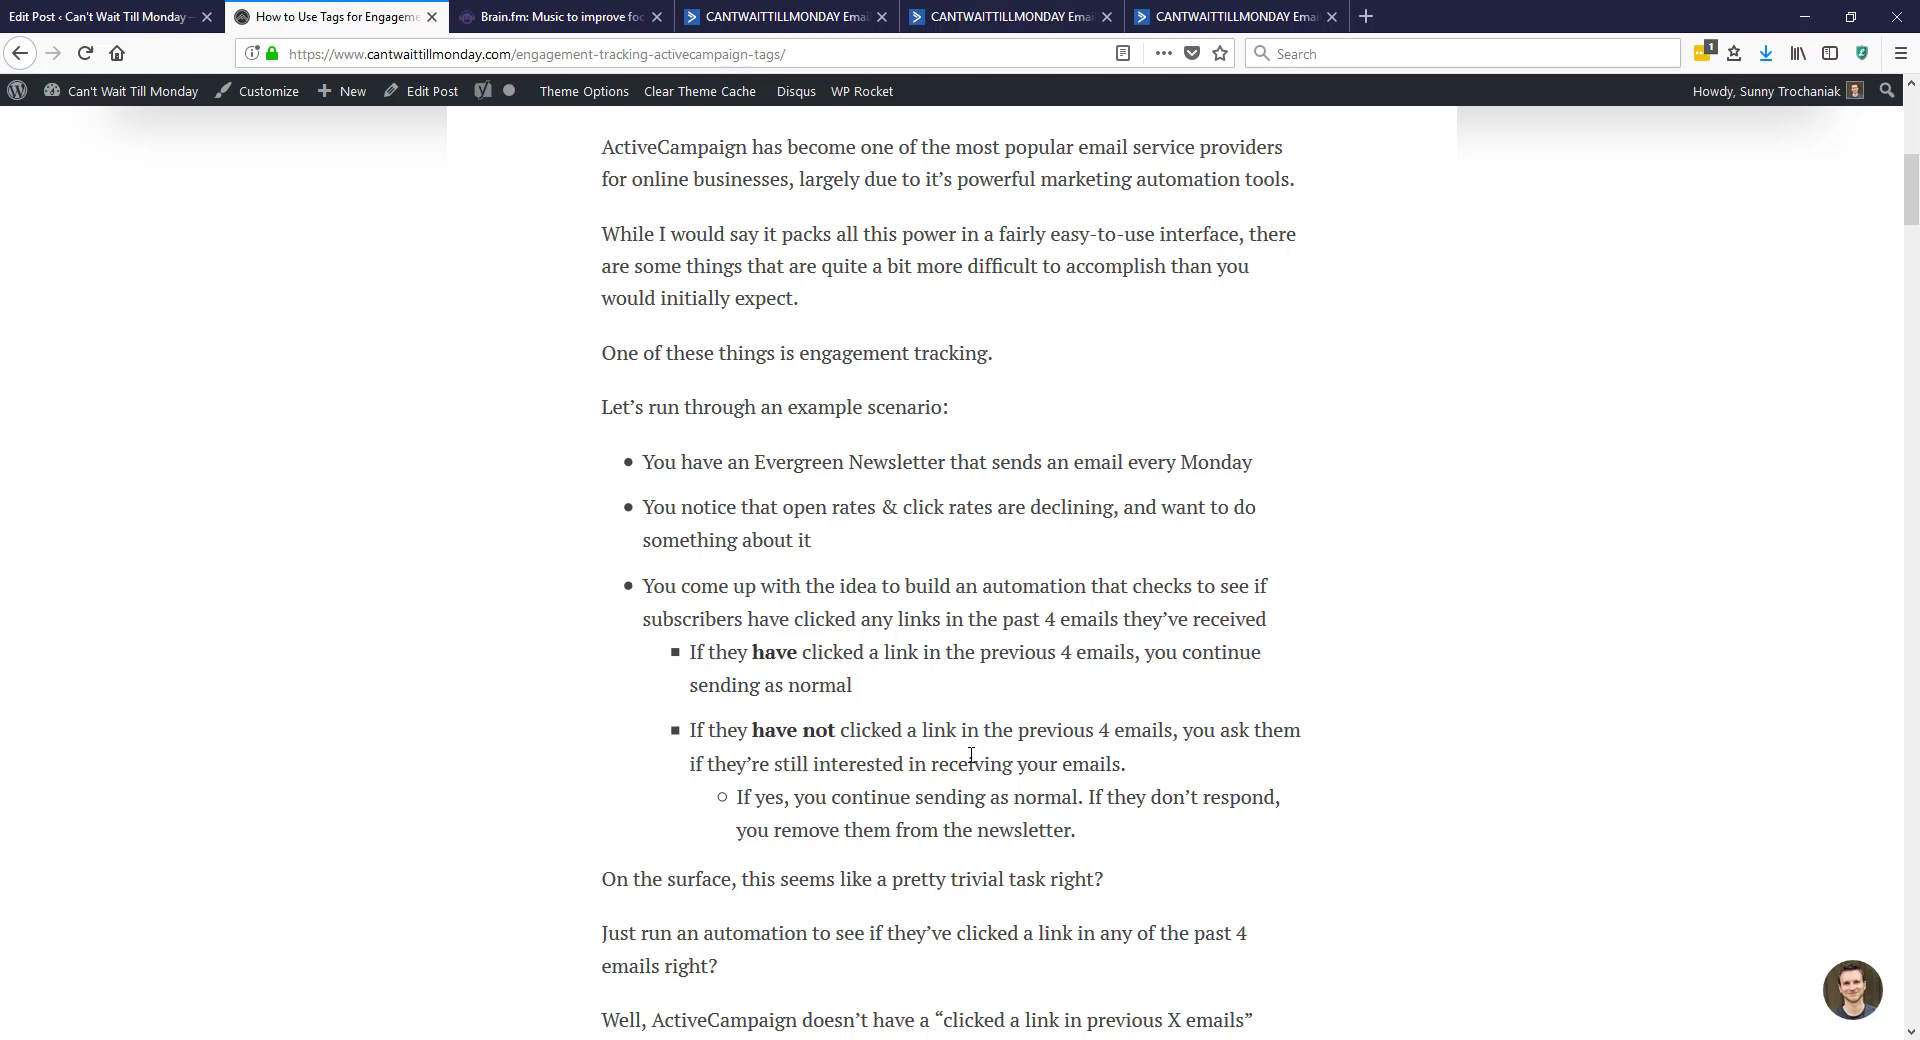 Edit Post ‹ Can't Wait Till Monday –
How to Use Tags for Engageme
Brain.fm: Music to improve foc
CANTWAITTILLMONDAY Emai
CANTWAITTILLMONDAY Emai
CANTWAITTILLMONDAY Emai
https://www.cantwaittillmonday.com/engagement-tracking-activecampaign-tags/
Search
1
Can't Wait Till Monday
Customize
New
Edit Post
Theme Options
Clear Theme Cache
Disqus
WP Rocket
Howdy, Sunny Trochaniak
ActiveCampaign has become one of the most popular email service providers
for online businesses, largely due to it’s powerful marketing automation tools.
While I would say it packs all this power in a fairly easy-to-use interface, there
are some things that are quite a bit more difficult to accomplish than you
would initially expect.
One of these things is engagement tracking.
Let’s run through an example scenario:
You have an Evergreen Newsletter that sends an email every Monday
You notice that open rates & click rates are declining, and want to do
something about it
You come up with the idea to build an automation that checks to see if
subscribers have clicked any links in the past 4 emails they’ve received
If they have clicked a link in the previous 4 emails, you continue
sending as normal
If they have not clicked a link in the previous 4 emails, you ask them
if they’re still interested in receiving your emails.
If yes, you continue sending as normal. If they don’t respond,
you remove them from the newsletter.
On the surface, this seems like a pretty trivial task right?
Just run an automation to see if they’ve clicked a link in any of the past 4
emails right?
Well, ActiveCampaign doesn’t have a “clicked a link in previous X emails”